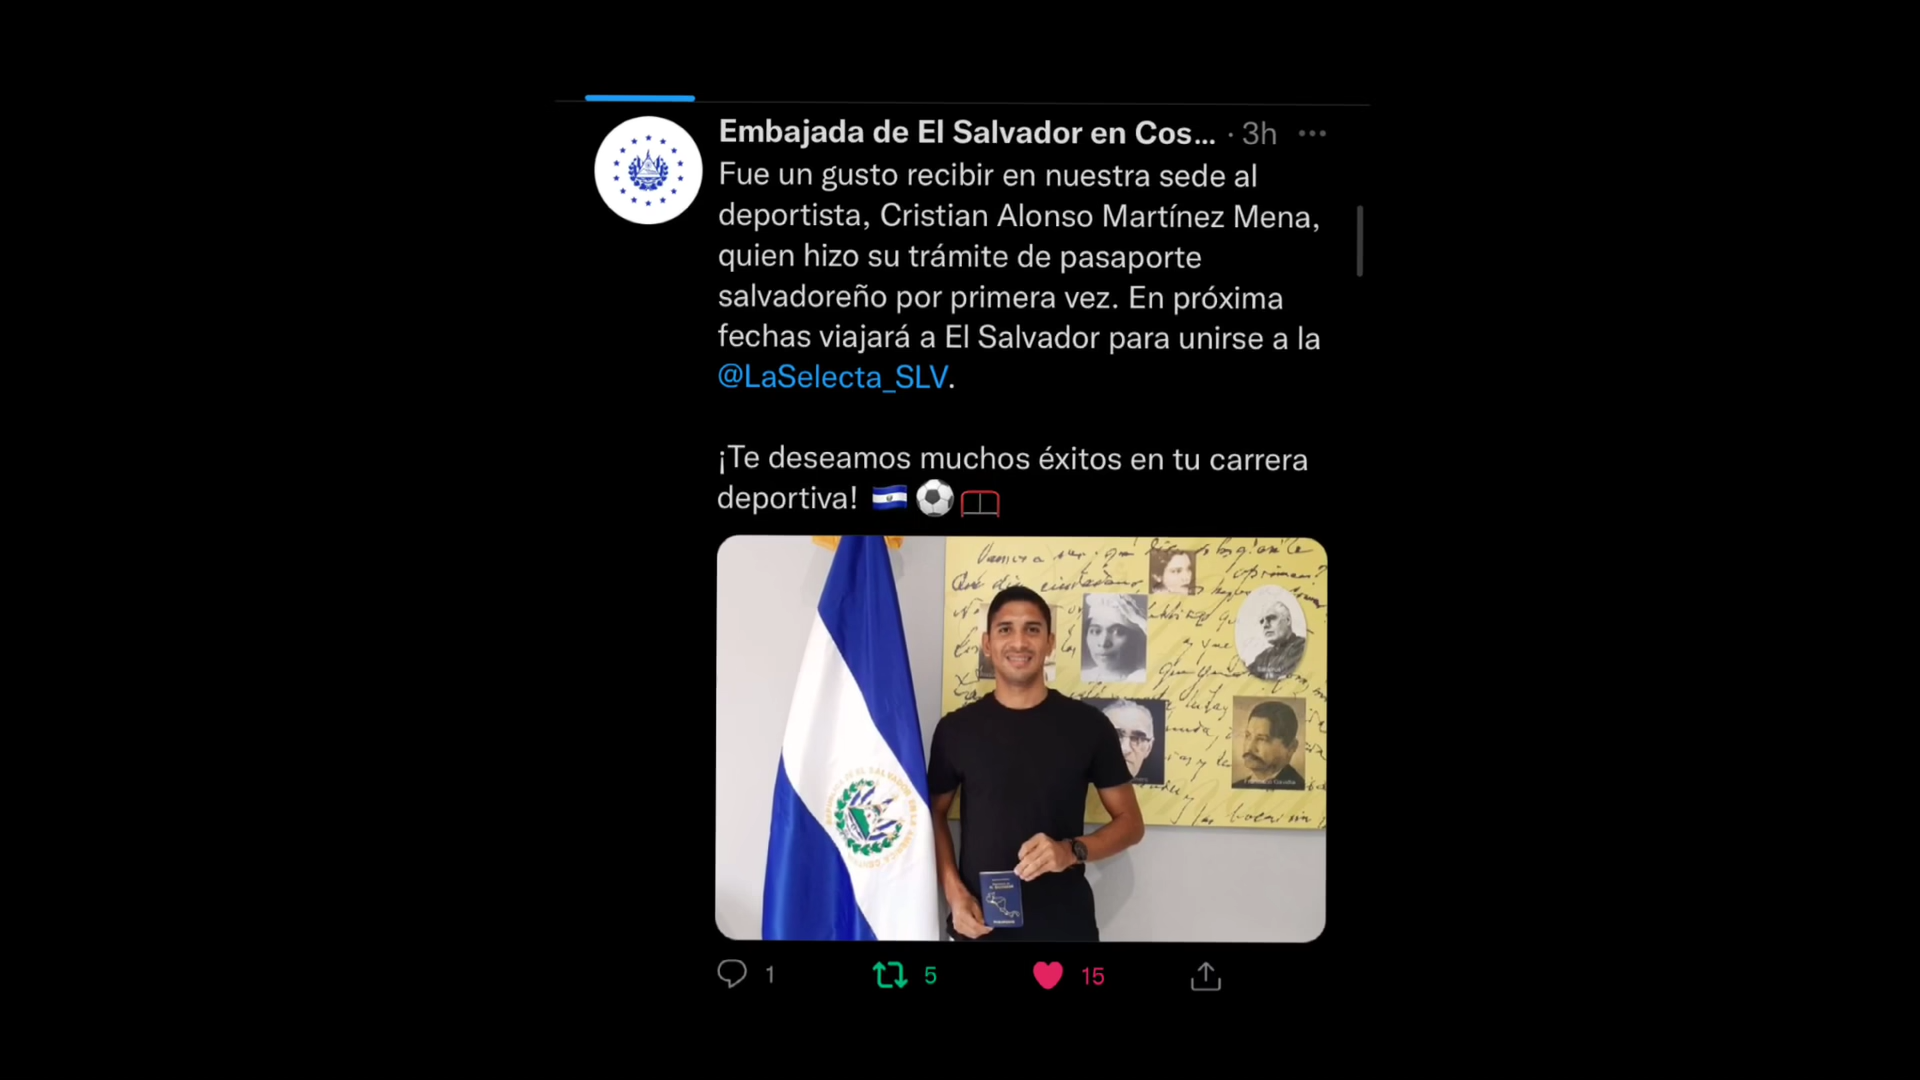 Embajada de El Salvador en Cos... · 3h
Fue un gusto recibir en nuestra sede al
deportista, Cristian Alonso Martínez Mena,
quien hizo su trámite de pasaporte
salvadoreño por primera vez. En próxima
fechas viajará a El Salvador para unirse a la
@LaSelecta_SLV.
¡Te deseamos muchos éxitos en tu carrera
deportiva! 🇸🇻⚽🥅
Vamos a
1
5
15